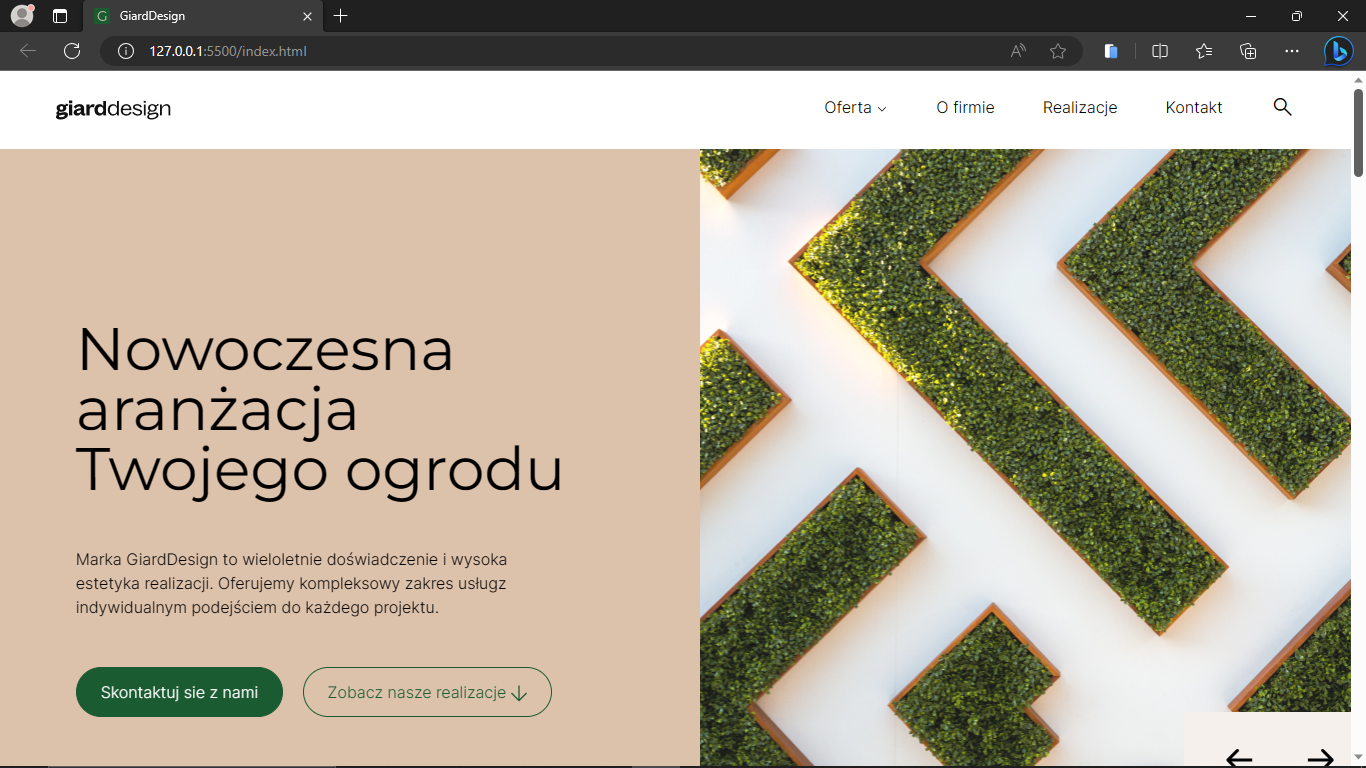 GiardDesign
127.0.0.1:5500/index.html
giarddesign
Oferta
O firmie
Realizacje
Kontakt
Nowoczesna
aranżacja
Twojego ogrodu
Marka GiardDesign to wieloletnie doświadczenie i wysoka
estetyka realizacji. Oferujemy kompleksowy zakres usługz
indywidualnym podejściem do każdego projektu.
Skontaktuj sie z nami
Zobacz nasze realizacje